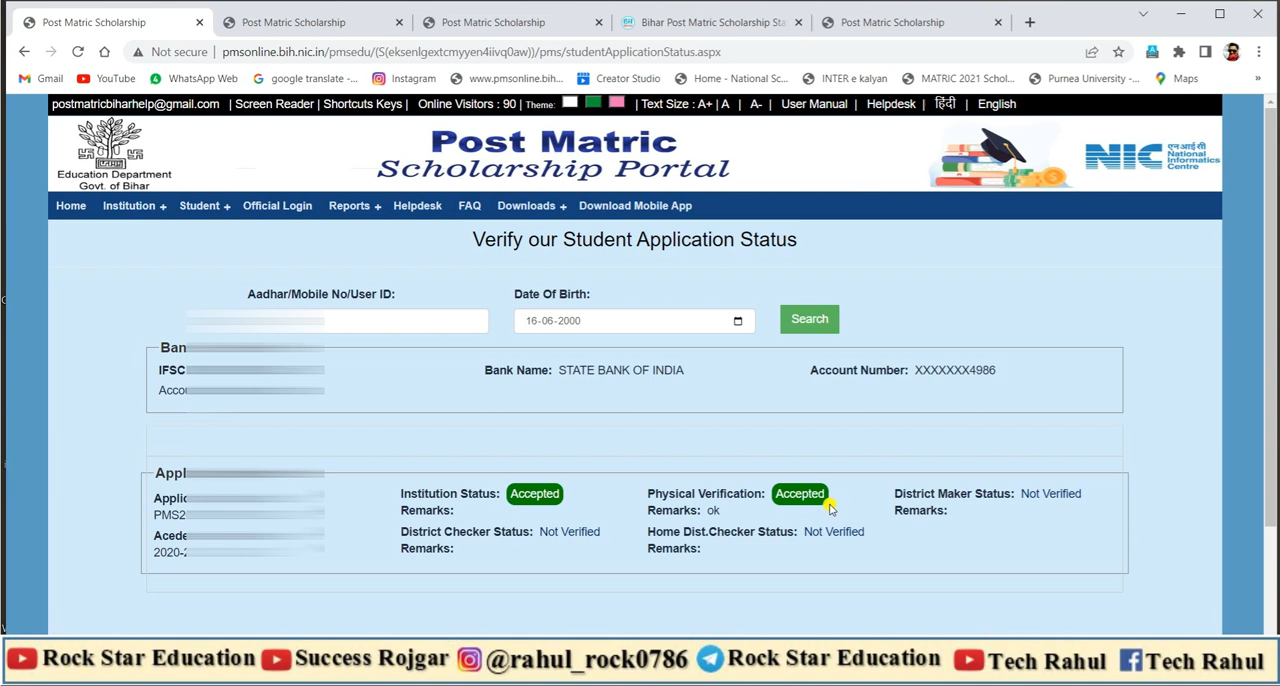 Post Matric Scholarship
Post Matric Scholarship
Post Matric Scholarship
Bihar Post Matric Scholarship Sta
Post Matric Scholarship
Not secure | pmsonline.bih.nic.in/pmsedu/(S(eksenlgextcmyyen4iivq0aw))/pms/studentApplicationStatus.aspx
Gmail YouTube WhatsApp Web google translate -... Instagram www.pmsonline.bih... Creator Studio Home - National Sc... INTER e kalyan MATRIC 2021 Schol... Purnea University -... Maps »
postmatricbiharhelp@gmail.com | Screen Reader | Shortcuts Keys | Online Visitors : 90 | Theme: | Text Size : A+ | A | A- | User Manual | Helpdesk | हिंदी | English
Education Department
Govt. of Bihar
Post Matric
Scholarship Portal
NIC एन आई सी
National
Informatics
Centre
Home Institution + Student + Official Login Reports + Helpdesk FAQ Downloads + Download Mobile App
Verify our Student Application Status
Aadhar/Mobile No/User ID: Date Of Birth:
16-06-2000 Search
Ban
IFSC Bank Name: STATE BANK OF INDIA Account Number: XXXXXXX4986
Accou
Appl
Applic Institution Status: Accepted Physical Verification: Accepted District Maker Status: Not Verified
PMS2 Remarks: Remarks: ok Remarks:
Acede District Checker Status: Not Verified Home Dist.Checker Status: Not Verified
2020-2 Remarks: Remarks:
Rock Star Education Success Rojgar @rahul_rock0786 Rock Star Education Tech Rahul Tech Rahul